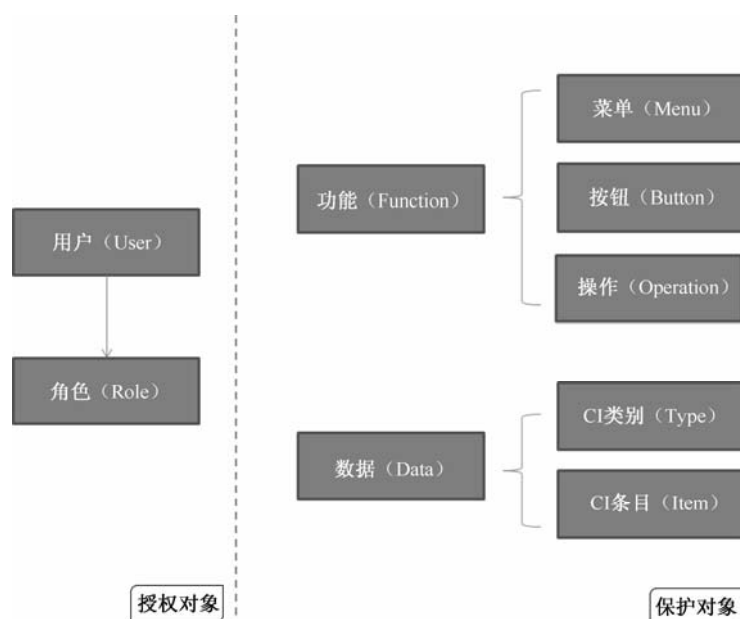 用户（User）
角色（Role）
授权对象
功能（Function）
菜单（Menu）
按钮（Button）
操作（Operation）
数据（Data）
CI类别（Type）
CI条目（Item）
保护对象